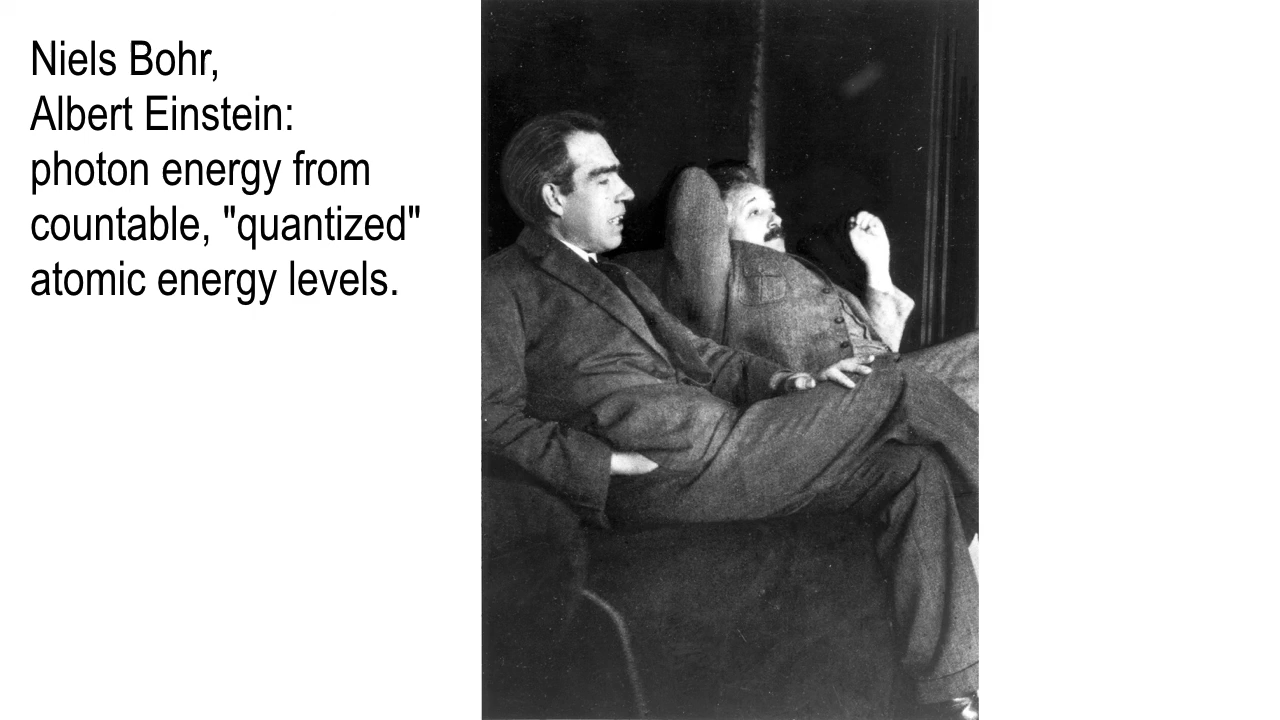 Niels Bohr,
Albert Einstein:
photon energy from
countable, "quantized"
atomic energy levels.